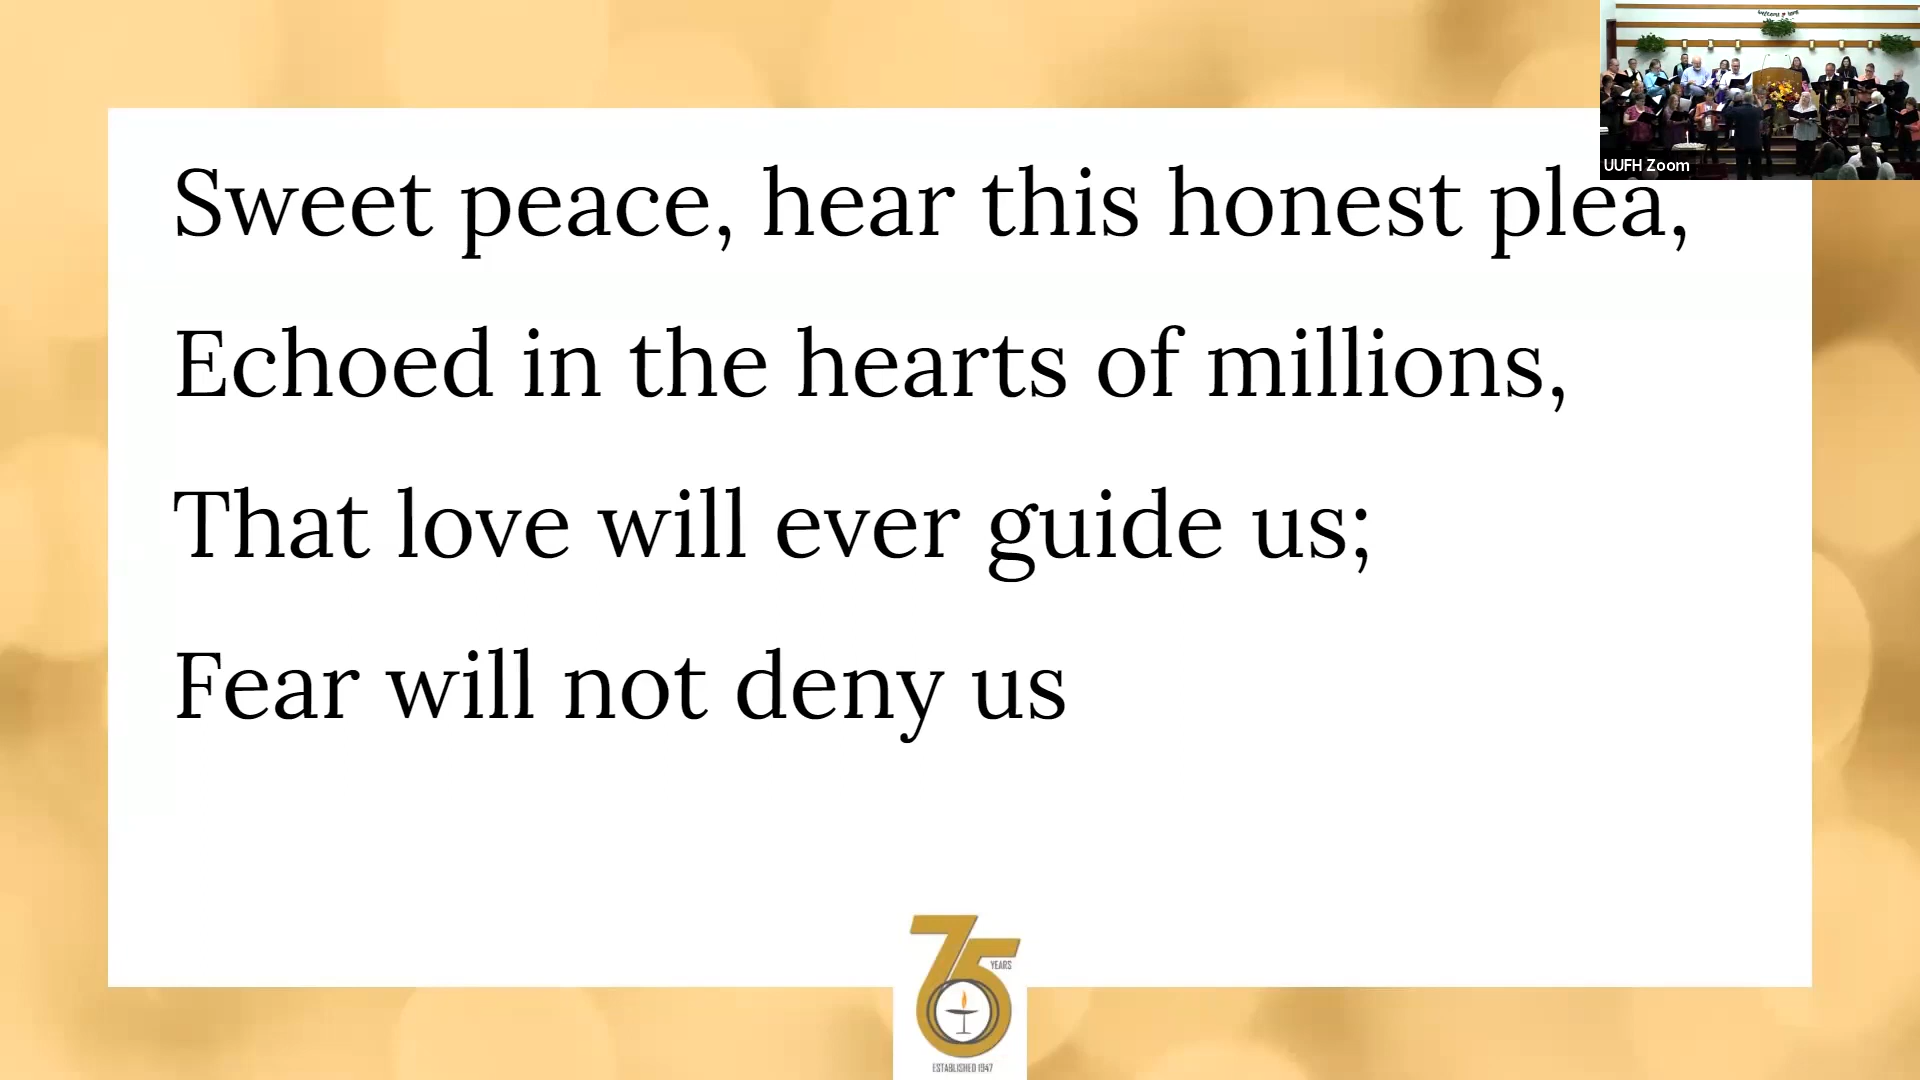 Sweet peace, hear this honest plea,
Echoed in the hearts of millions,
That love will ever guide us;
Fear will not deny us
UUFH Zoom
75
YEARS
ESTABLISHED 1947